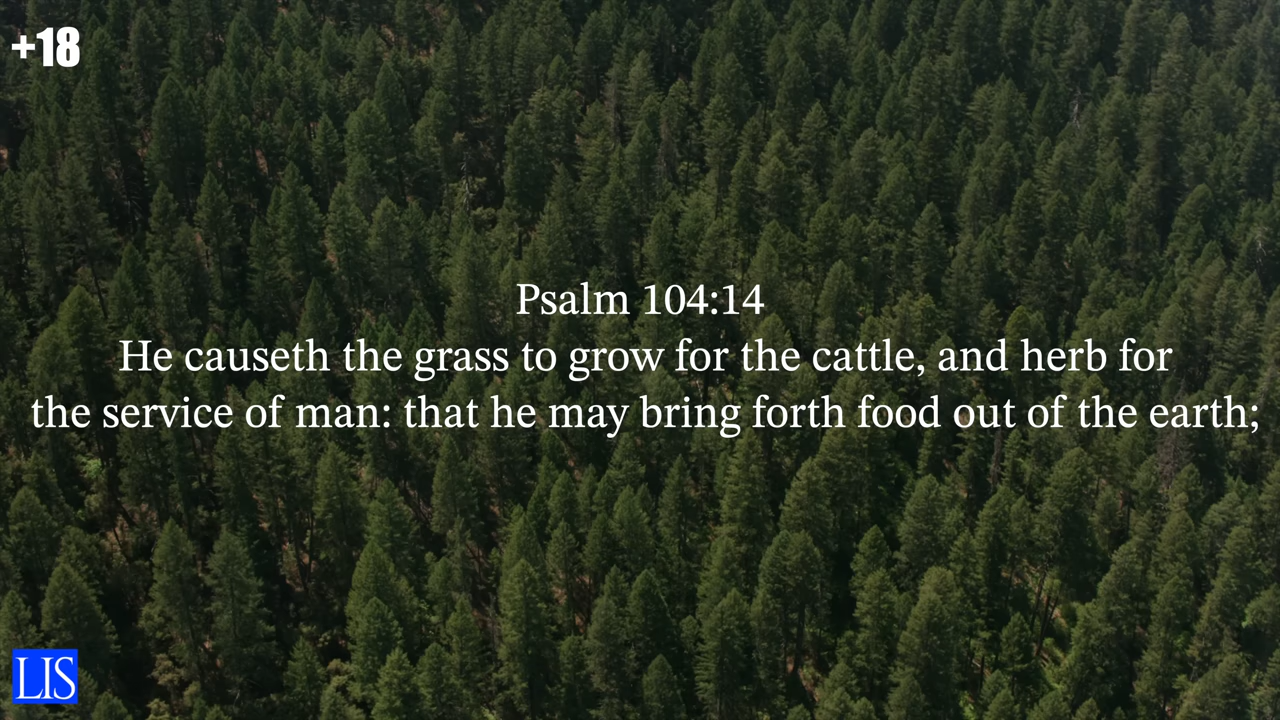 +18
Psalm 104:14
He causeth the grass to grow for the cattle, and herb for
the service of man: that he may bring forth food out of the earth;
LIS